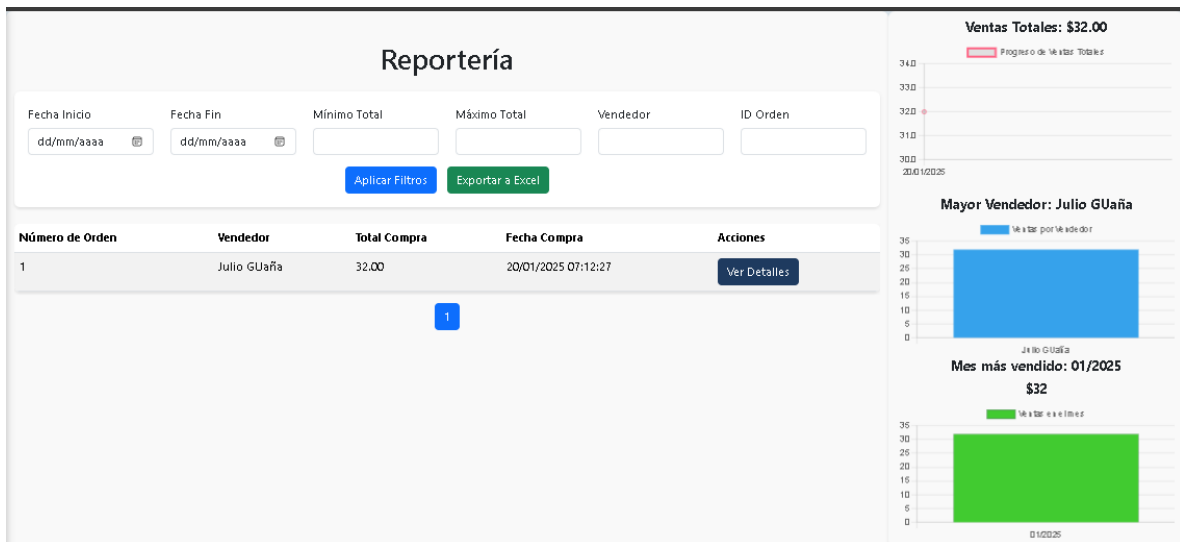 Reportería
Fecha Inicio Fecha Fin Mínimo Total Máximo Total Vendedor ID Orden
dd/mm/aaaa dd/mm/aaaa
Aplicar Filtros Exportar a Excel
Número de Orden Vendedor Total Compra Fecha Compra Acciones
1 Julio GUaña 32.00 20/01/2025 07:12:27 Ver Detalles
1
Ventas Totales: $32.00
Progreso de Ventas Totales
34.0
33.0
32.0
31.0
30.0
20/01/2025
Mayor Vendedor: Julio GUaña
Ventas por Vendedor
35
30
25
20
15
10
5
0
Julio GUaña
Mes más vendido: 01/2025
$32
Ventas en el mes
35
30
25
20
15
10
5
0
01/2025